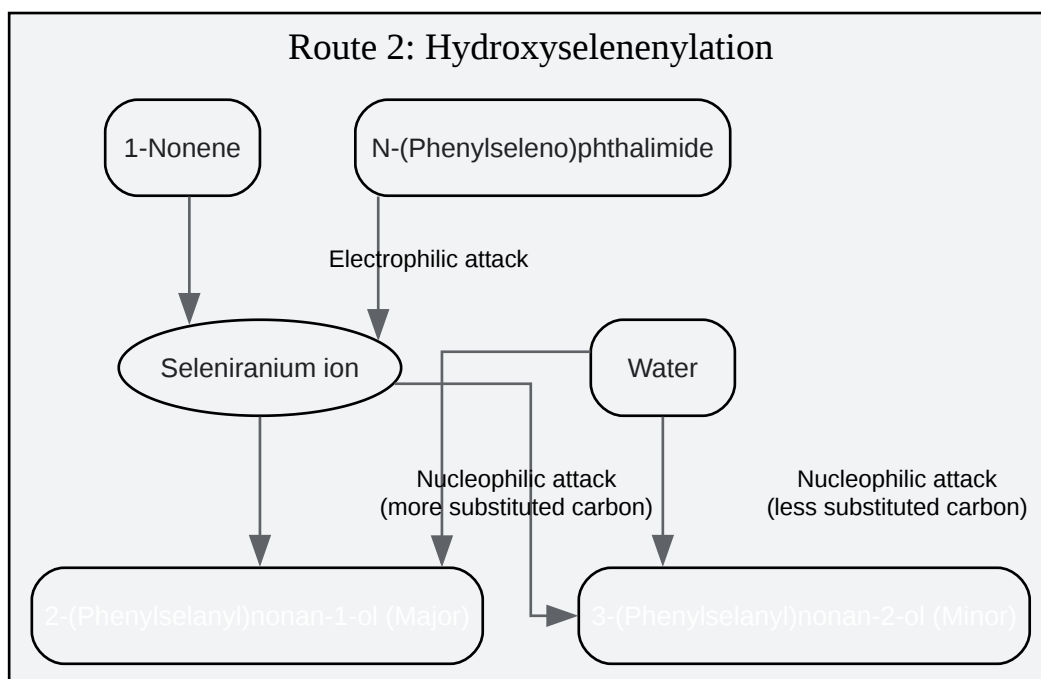 Route 2: Hydroxyselenenylation
1-Nonene
N-(Phenylseleno)phthalimide
Electrophilic attack
Seleniranium ion
Water
Nucleophilic attack
(more substituted carbon)
Nucleophilic attack
(less substituted carbon)
2-(Phenylselanyl)nonan-1-ol (Major)
3-(Phenylselanyl)nonan-2-ol (Minor)